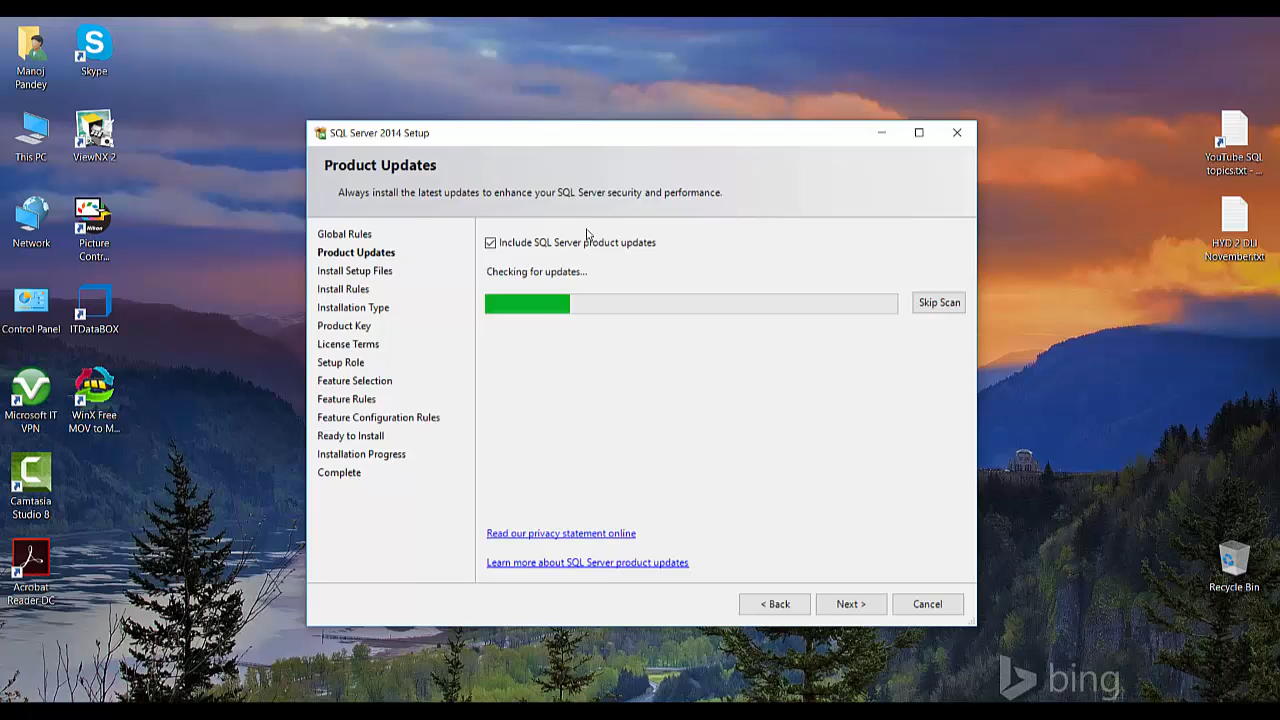 Manoj
Pandey
Skype
This PC
ViewNX 2
Network
Picture
Contr...
Control Panel
ITDataBOX
Microsoft IT
VPN
WinX Free
MOV to M...
Camtasia
Studio 8
Acrobat
Reader DC
SQL Server 2014 Setup
Product Updates
Always install the latest updates to enhance your SQL Server security and performance.
Global Rules
Product Updates
Install Setup Files
Install Rules
Installation Type
Product Key
License Terms
Setup Role
Feature Selection
Feature Rules
Feature Configuration Rules
Ready to Install
Installation Progress
Complete
Include SQL Server product updates
Checking for updates...
Skip Scan
Read our privacy statement online
Learn more about SQL Server product updates
< Back
Next >
Cancel
YouTube SQL
topics.txt - ...
HYD 2 DLI
November.txt
Recycle Bin
bing